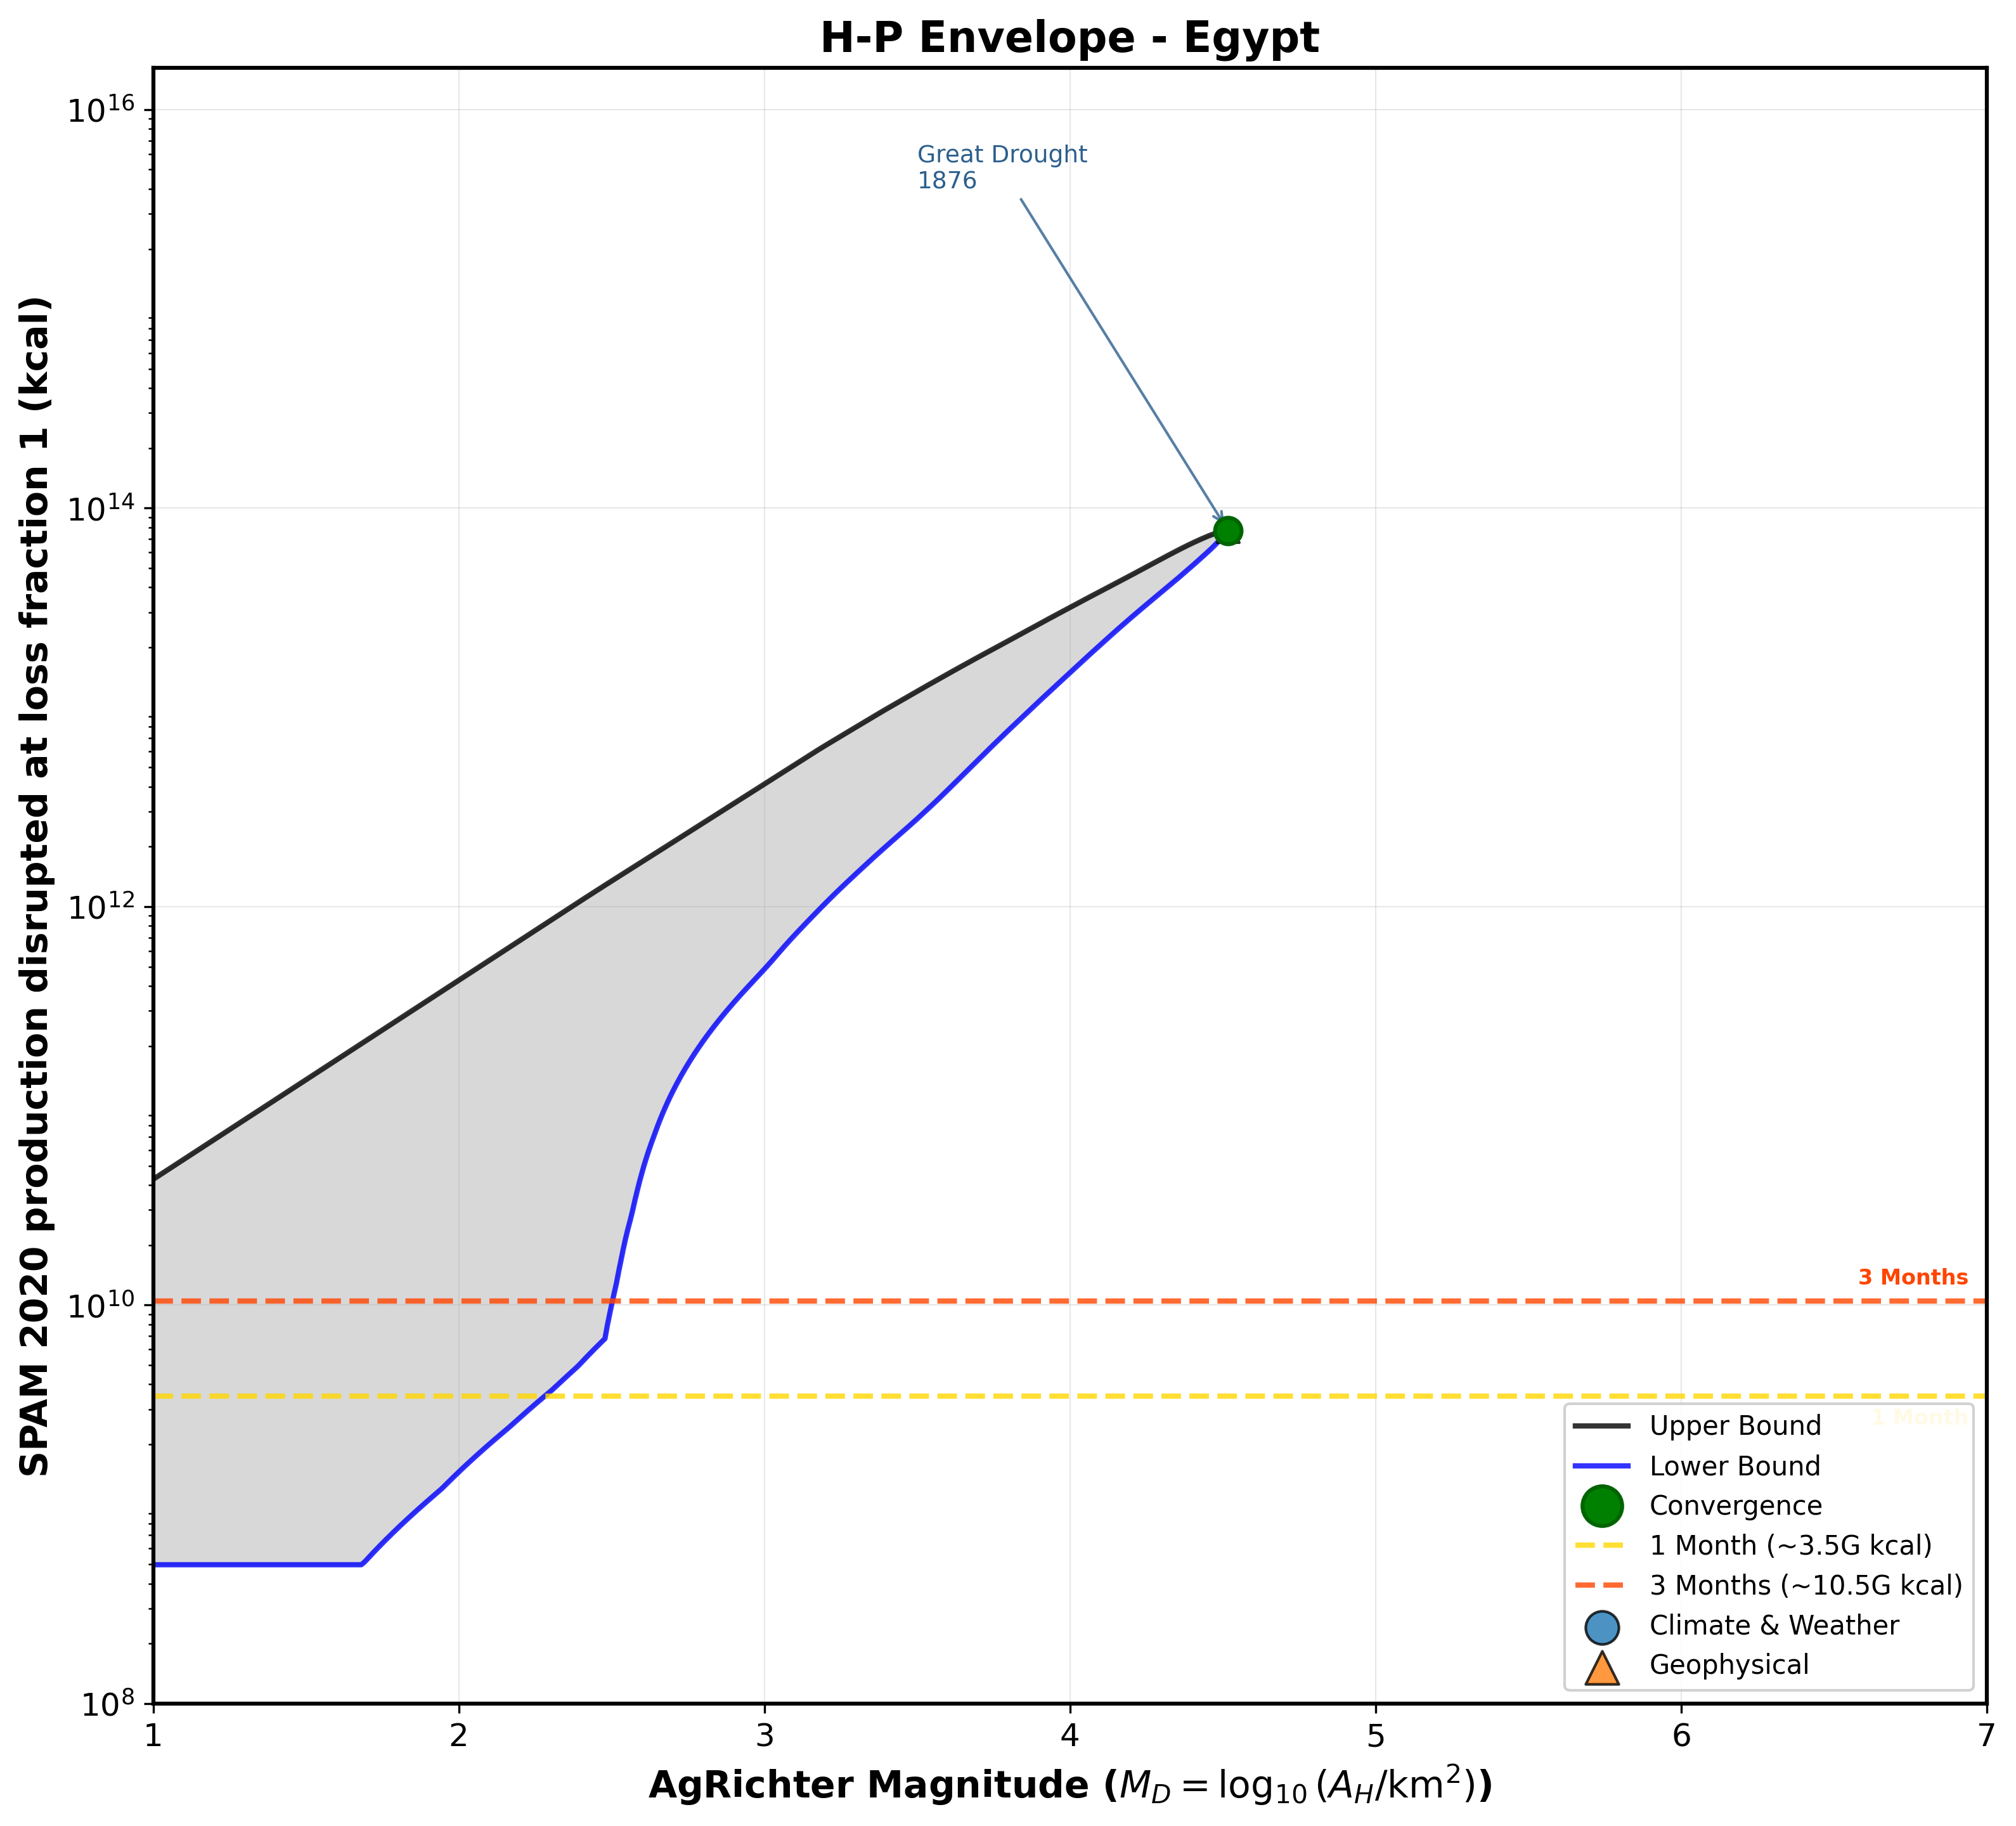 H-P Envelope - Egypt
10^16
10^14
10^12
10^10
10^8
SPAM 2020 production disrupted at loss fraction 1 (kcal)
Great Drought
1876
3 Months
1 Month
Upper Bound
Lower Bound
Convergence
1 Month (~3.5G kcal)
3 Months (~10.5G kcal)
Climate & Weather
Geophysical
1 2 3 4 5 6 7
AgRichter Magnitude (M_D = log_10 (A_H/km^2))